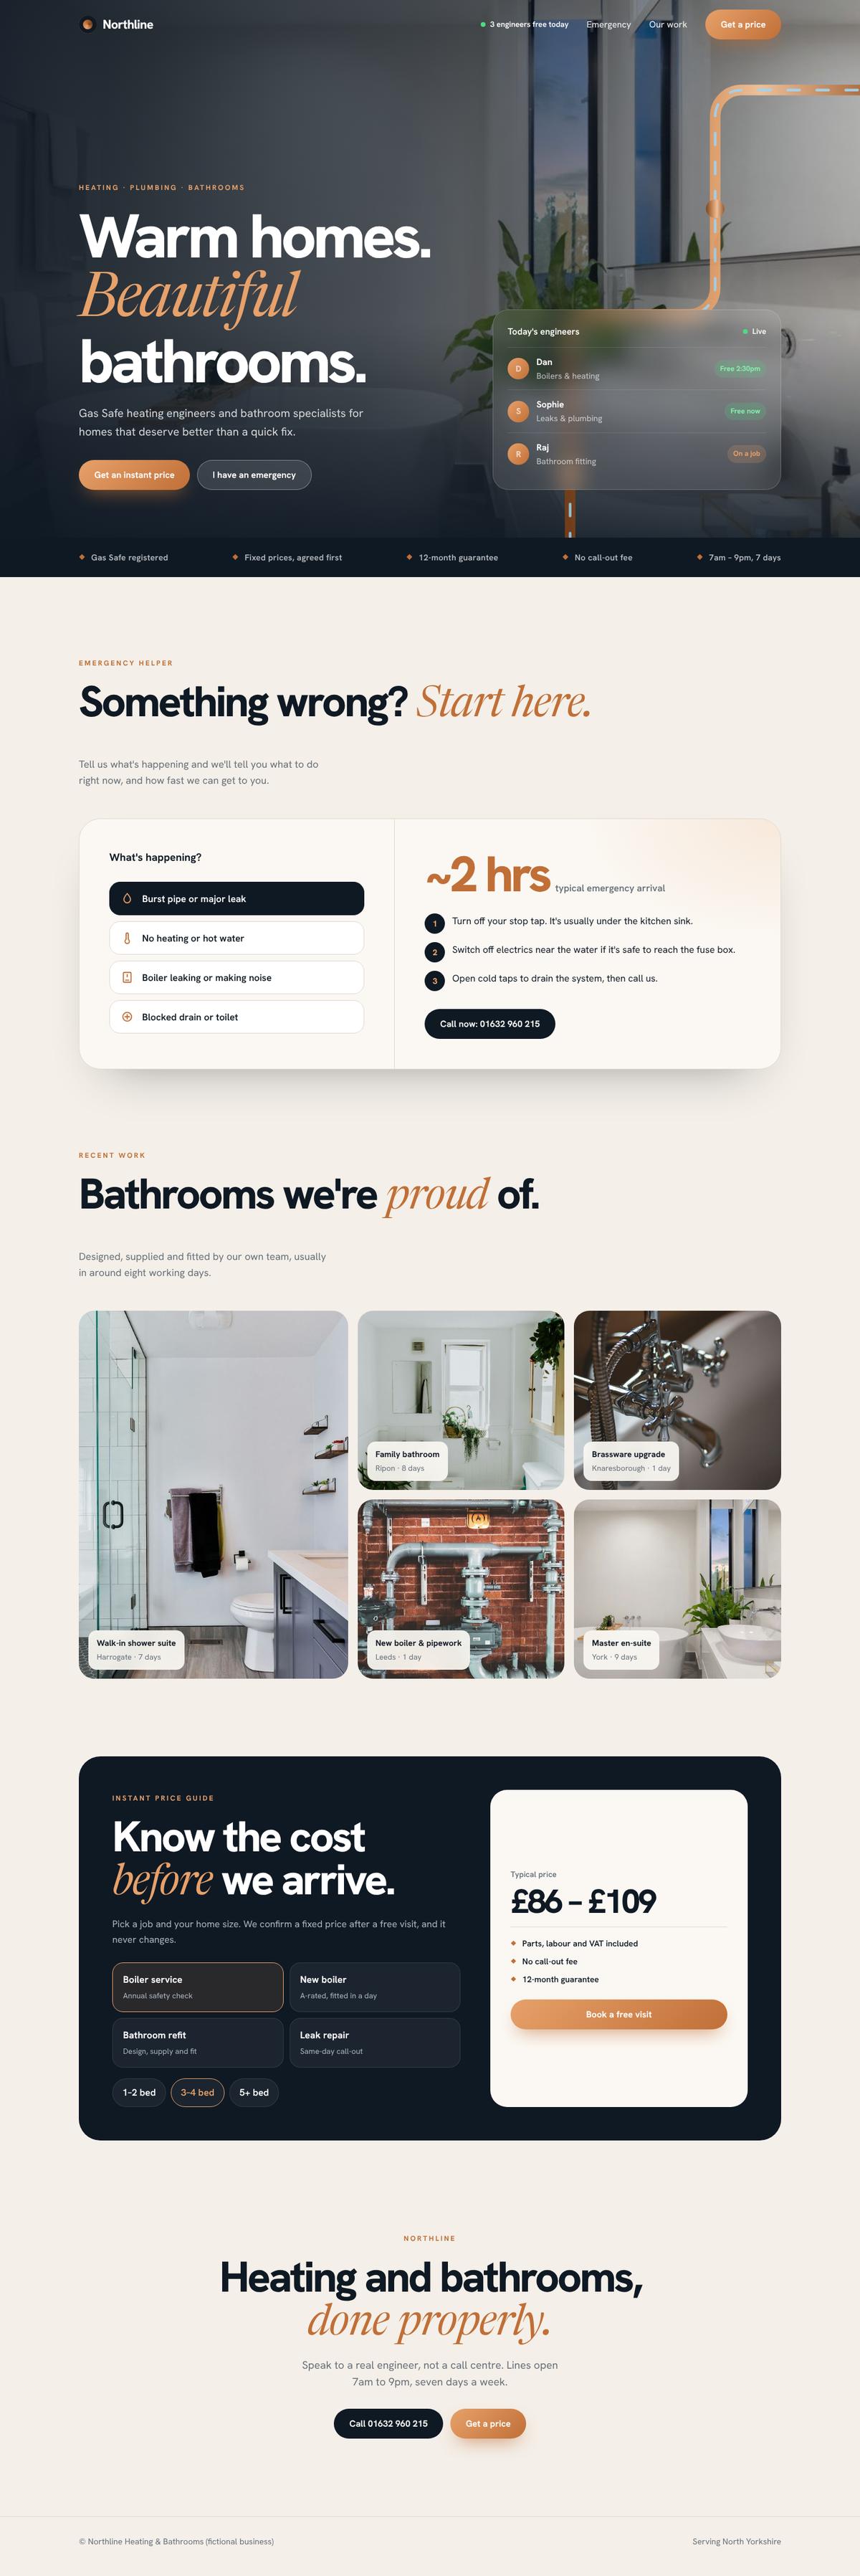 Northline
3 engineers free today
Emergency
Our work
Get a price
HEATING · PLUMBING · BATHROOMS
Warm homes.
Beautiful
bathrooms.
Gas Safe heating engineers and bathroom specialists for
homes that deserve better than a quick fix.
Get an instant price
I have an emergency
Today's engineers
Live
D
Dan
Boilers & heating
Free 2:30pm
S
Sophie
Leaks & plumbing
Free now
R
Raj
Bathroom fitting
On a job
Gas Safe registered
Fixed prices, agreed first
12-month guarantee
No call-out fee
7am – 9pm, 7 days
EMERGENCY HELPER
Something wrong? Start here.
Tell us what's happening and we'll tell you what to do
right now, and how fast we can get to you.
What's happening?
Burst pipe or major leak
No heating or hot water
Boiler leaking or making noise
Blocked drain or toilet
~2 hrs typical emergency arrival
1 Turn off your stop tap. It's usually under the kitchen sink.
2 Switch off electrics near the water if it's safe to reach the fuse box.
3 Open cold taps to drain the system, then call us.
Call now: 01632 960 215
RECENT WORK
Bathrooms we're proud of.
Designed, supplied and fitted by our own team, usually
in around eight working days.
Walk-in shower suite
Harrogate · 7 days
Family bathroom
Ripon · 8 days
Brassware upgrade
Knaresborough · 1 day
New boiler & pipework
Leeds · 1 day
Master en-suite
York · 9 days
INSTANT PRICE GUIDE
Know the cost
before we arrive.
Pick a job and your home size. We confirm a fixed price after a free visit, and it
never changes.
Boiler service
Annual safety check
New boiler
A-rated, fitted in a day
Bathroom refit
Design, supply and fit
Leak repair
Same-day call-out
1–2 bed
3–4 bed
5+ bed
Typical price
£86 – £109
Parts, labour and VAT included
No call-out fee
12-month guarantee
Book a free visit
NORTHLINE
Heating and bathrooms,
done properly.
Speak to a real engineer, not a call centre. Lines open
7am to 9pm, seven days a week.
Call 01632 960 215
Get a price
© Northline Heating & Bathrooms (fictional business)
Serving North Yorkshire